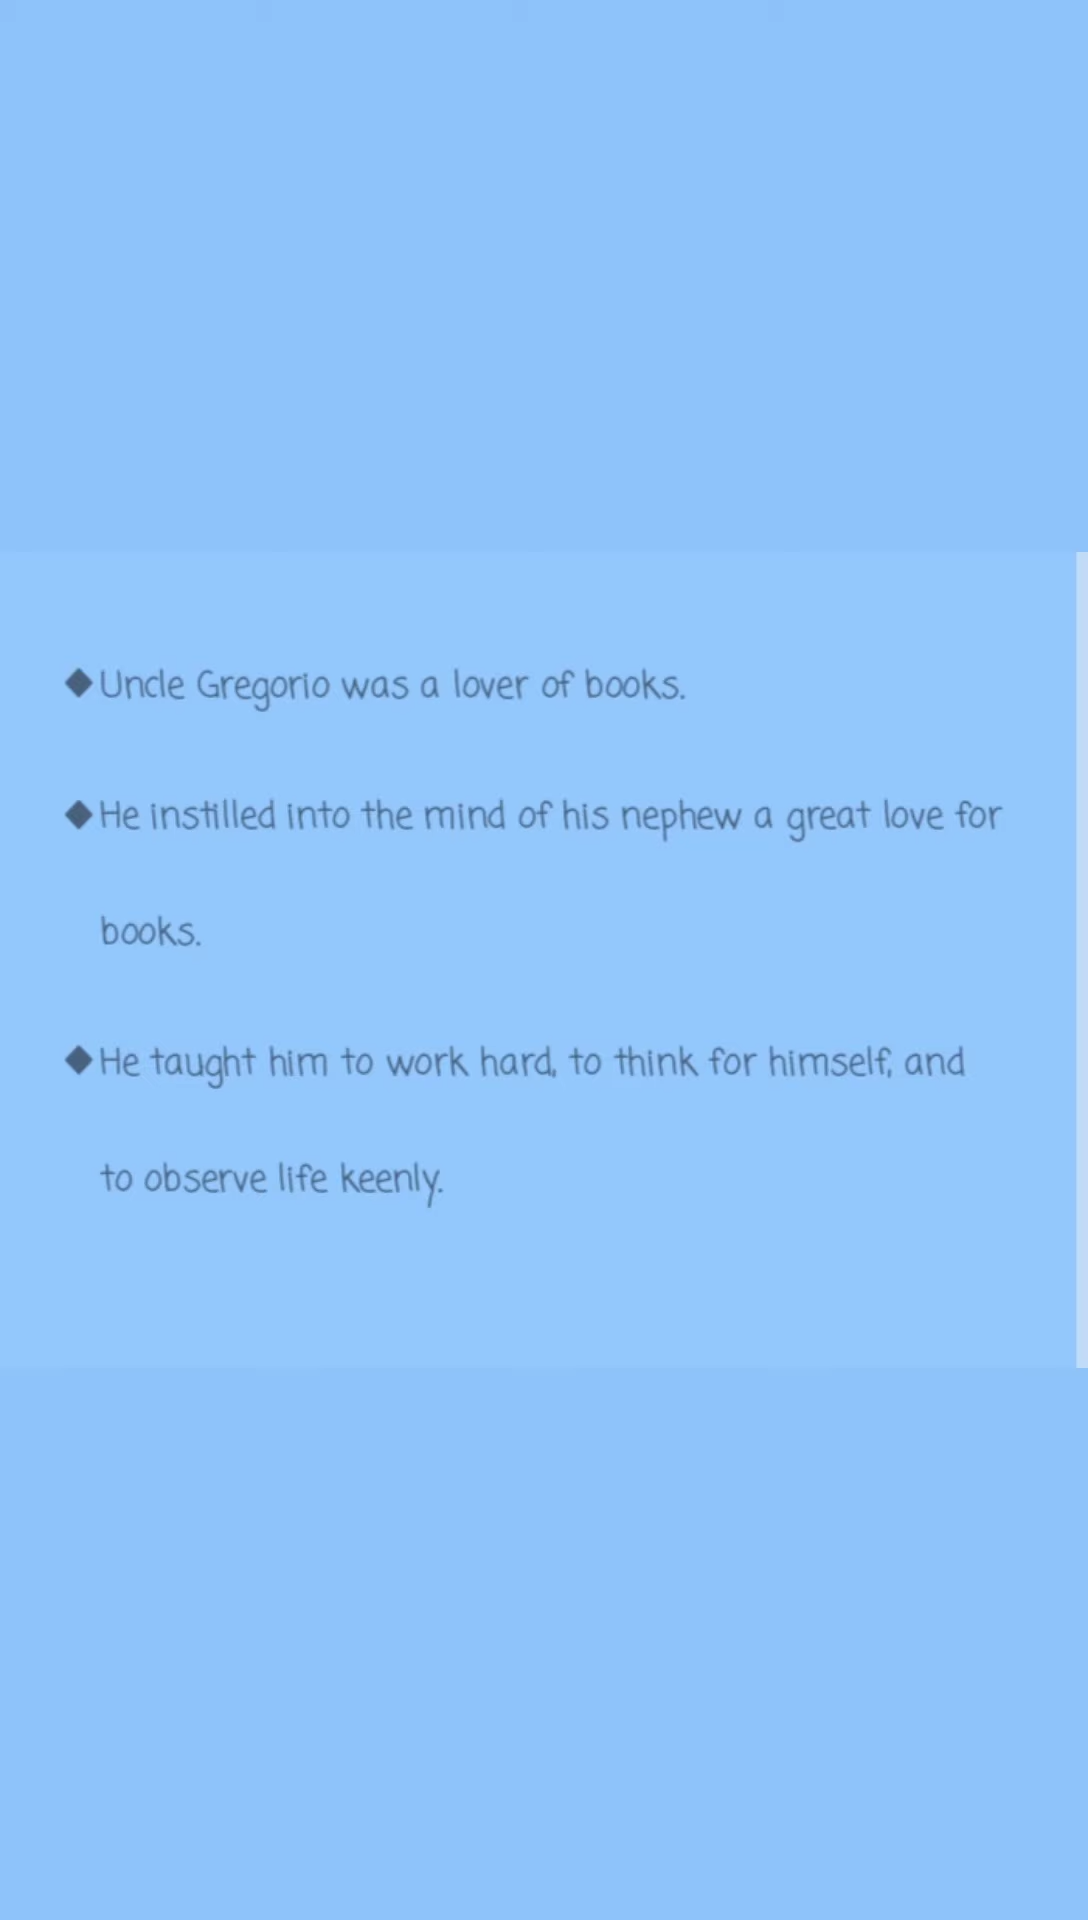 ◆Uncle Gregorio was a lover of books.
◆He instilled into the mind of his nephew a great love for
books.
◆He taught him to work hard, to think for himself, and
to observe life keenly.